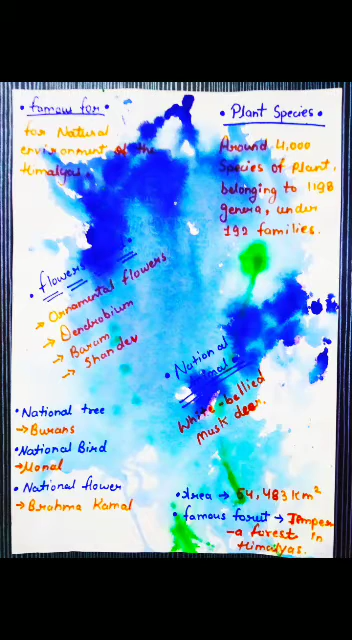 • famous for •
for Natural
environment of the
Himalyas.
• Plant Species •
Around 4,000
Species of Plant,
belonging to 1198
genera, under
192 families.
• flowers
→ Ornamental flowers
→ Dendrobium
→ Baram
→ Shandev
• National
Animal
White-bellied
Musk deer.
• National tree
→ Burans
• National Bird
→ Monal
• National flower
→ Brahma Kamal
• Area → 54,483 Km²
• famous forest → Temper
-a forest in
Himalyas.